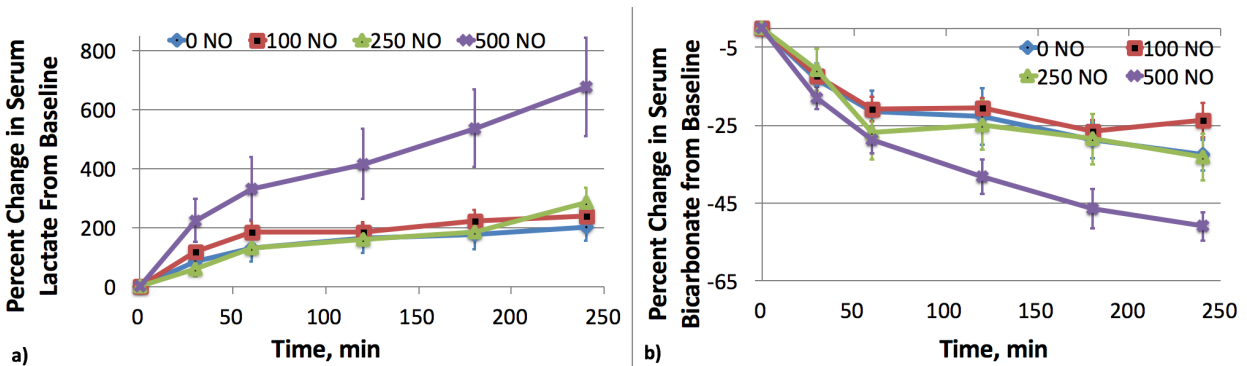 0 NO 100 NO 250 NO 500 NO
Percent Change in Serum
Lactate From Baseline
800
600
400
200
0
0 50 100 150 200 250
Time, min
a)
0 NO 100 NO
250 NO 500 NO
Percent Change in Serum
Bicarbonate from Baseline
-5
-25
-45
-65
0 50 100 150 200 250
Time, min
b)